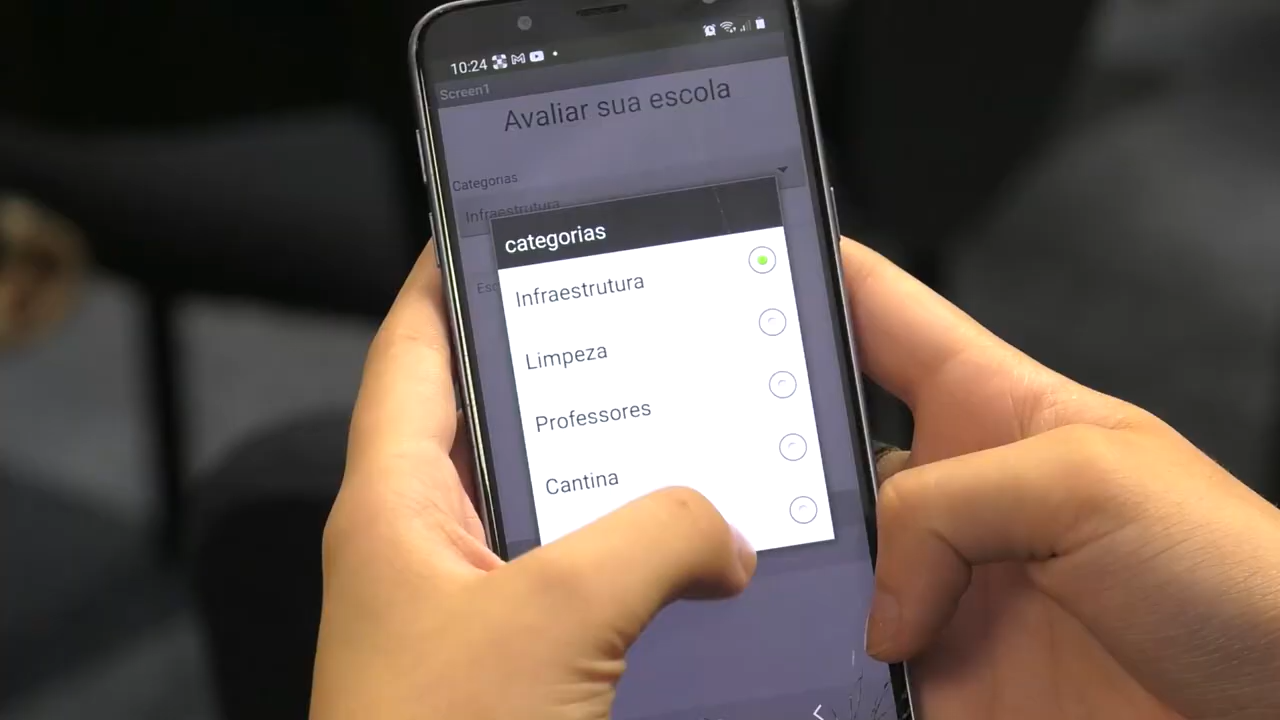 10:24
Screen1
Avaliar sua escola
Categorias
Infraestrutura
categorias
Infraestrutura
Limpeza
Professores
Cantina